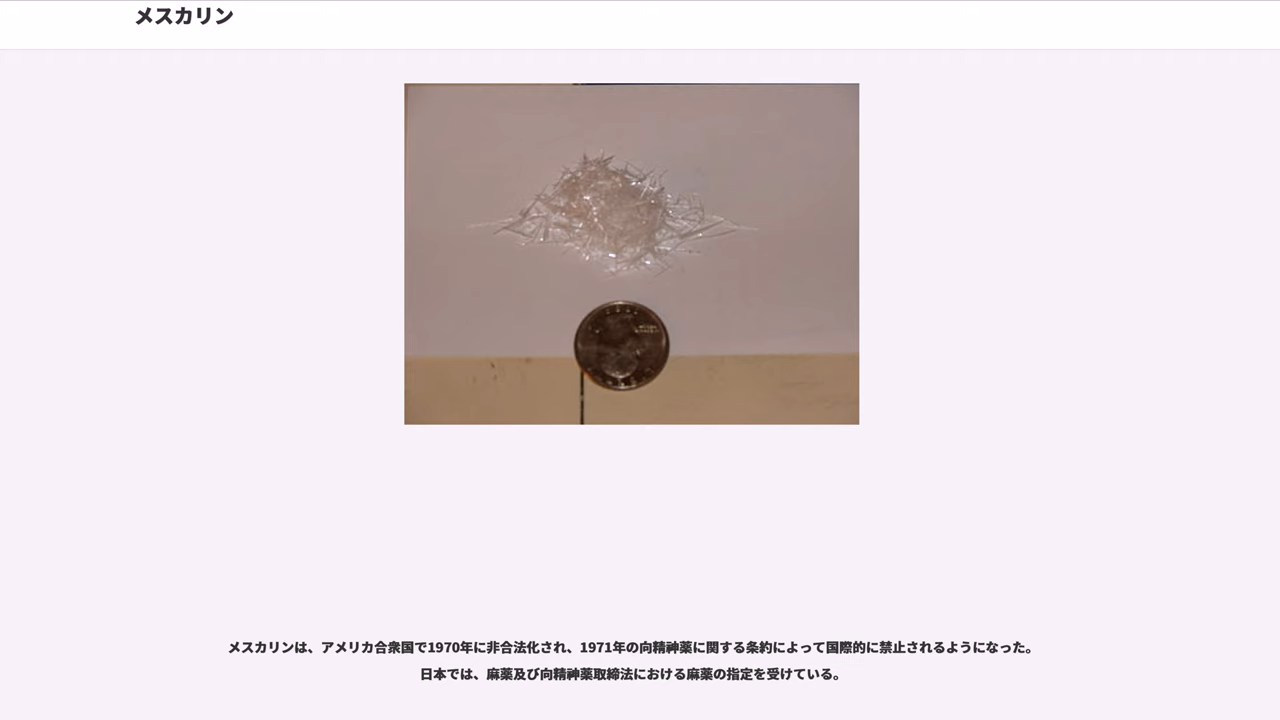 メスカリン
メスカリンは、アメリカ合衆国で1970年に非合法化され、1971年の向精神薬に関する条約によって国際的に禁止されるようになった。
日本では、麻薬及び向精神薬取締法における麻薬の指定を受けている。